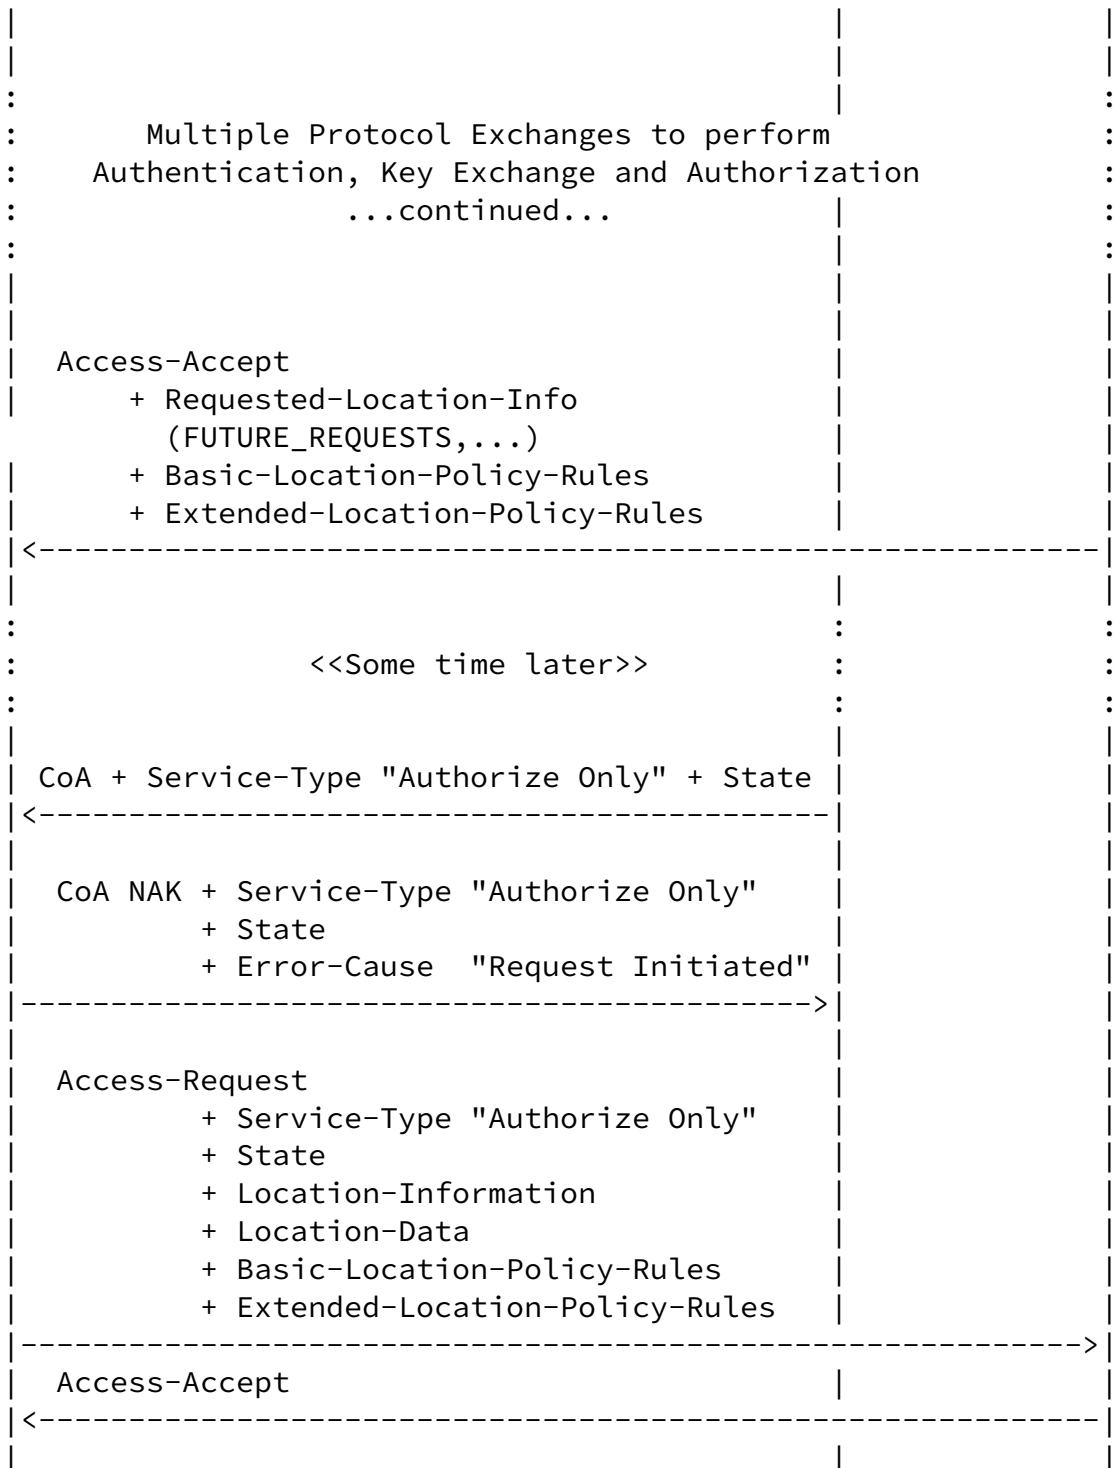 Multiple Protocol Exchanges to perform
Authentication, Key Exchange and Authorization
...continued...
Access-Accept
+ Requested-Location-Info
(FUTURE_REQUESTS,...)
+ Basic-Location-Policy-Rules
+ Extended-Location-Policy-Rules
<<Some time later>>
CoA + Service-Type "Authorize Only" + State
CoA NAK + Service-Type "Authorize Only"
+ State
+ Error-Cause  "Request Initiated"
Access-Request
+ Service-Type "Authorize Only"
+ State
+ Location-Information
+ Location-Data
+ Basic-Location-Policy-Rules
+ Extended-Location-Policy-Rules
Access-Accept